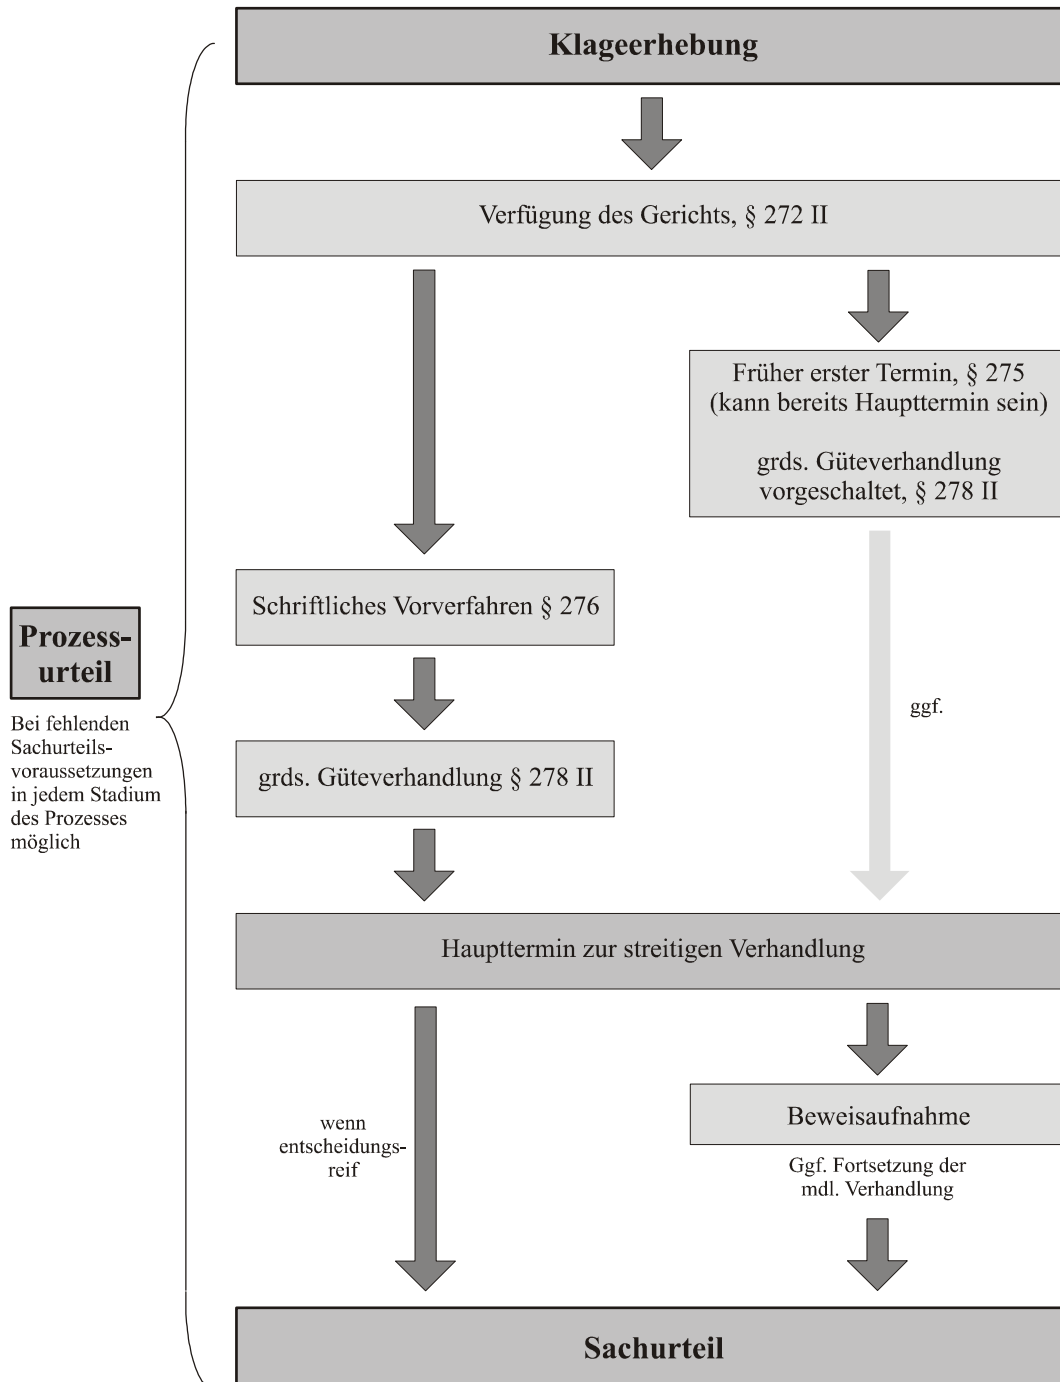 Klageerhebung
Verfügung des Gerichts, § 272 II
Früher erster Termin, § 275
(kann bereits Haupttermin sein)
grds. Güteverhandlung
vorgeschaltet, § 278 II
Schriftliches Vorverfahren § 276
Prozess-
urteil
Bei fehlenden
Sachurteils-
voraussetzungen
in jedem Stadium
des Prozesses
möglich
ggf.
grds. Güteverhandlung § 278 II
Haupttermin zur streitigen Verhandlung
wenn
entscheidungs-
reif
Beweisaufnahme
Ggf. Fortsetzung der
mdl. Verhandlung
Sachurteil